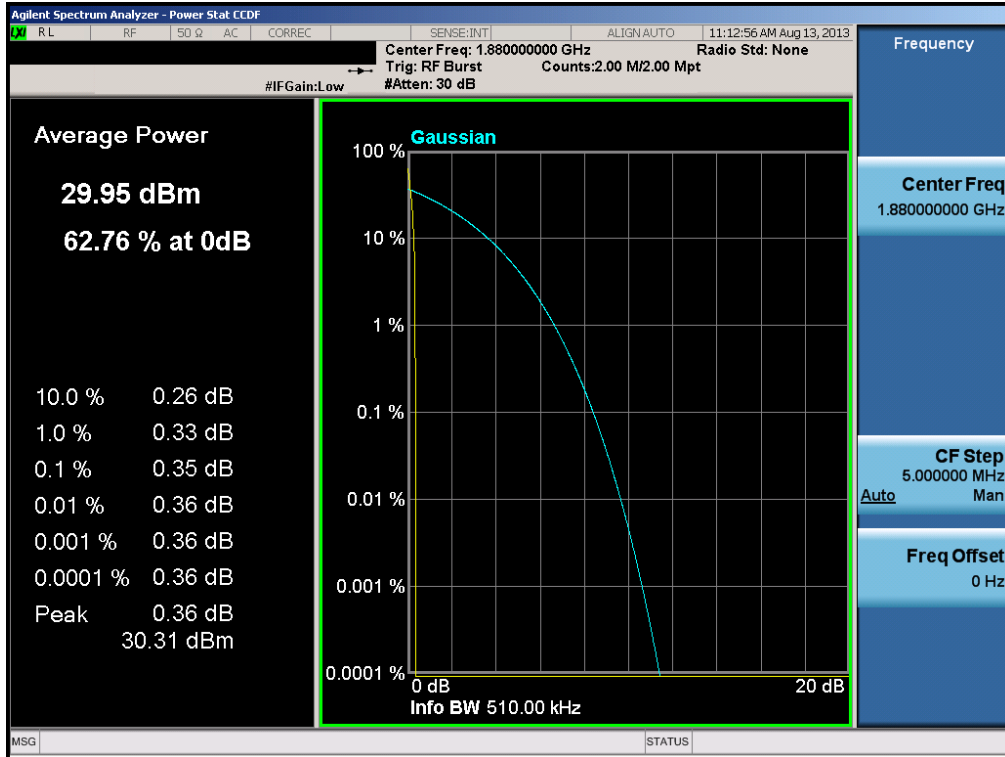 Agilent Spectrum Analyzer - Power Stat CCDF
LXI RL RF 50 Ω AC CORREC SENSE:INT ALIGN AUTO 11:12:56 AM Aug 13, 2013
Center Freq: 1.880000000 GHz Radio Std: None
Trig: RF Burst Counts:2.00 M/2.00 Mpt
#IFGain:Low #Atten: 30 dB
Average Power
29.95 dBm
62.76 % at 0dB
10.0 % 0.26 dB
1.0 % 0.33 dB
0.1 % 0.35 dB
0.01 % 0.36 dB
0.001 % 0.36 dB
0.0001 % 0.36 dB
Peak 0.36 dB
30.31 dBm
Gaussian
100 %
10 %
1 %
0.1 %
0.01 %
0.001 %
0.0001 %
0 dB 20 dB
Info BW 510.00 kHz
Frequency
Center Freq
1.880000000 GHz
CF Step
5.000000 MHz
Auto Man
Freq Offset
0 Hz
MSG STATUS